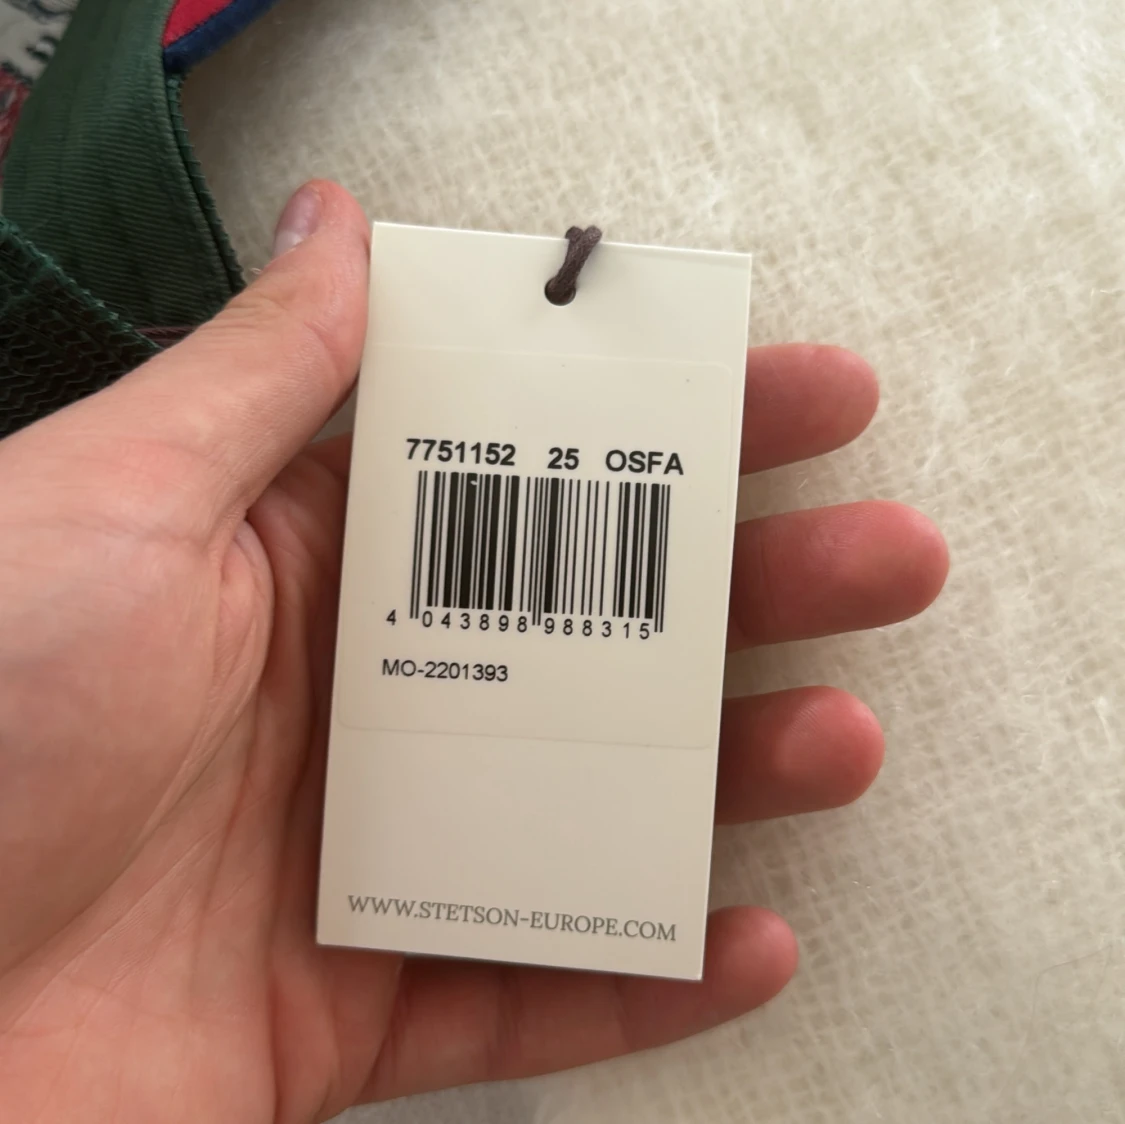 7751152 25 OSFA
4 043898 988315
MO-2201393
WWW.STETSON-EUROPE.COM